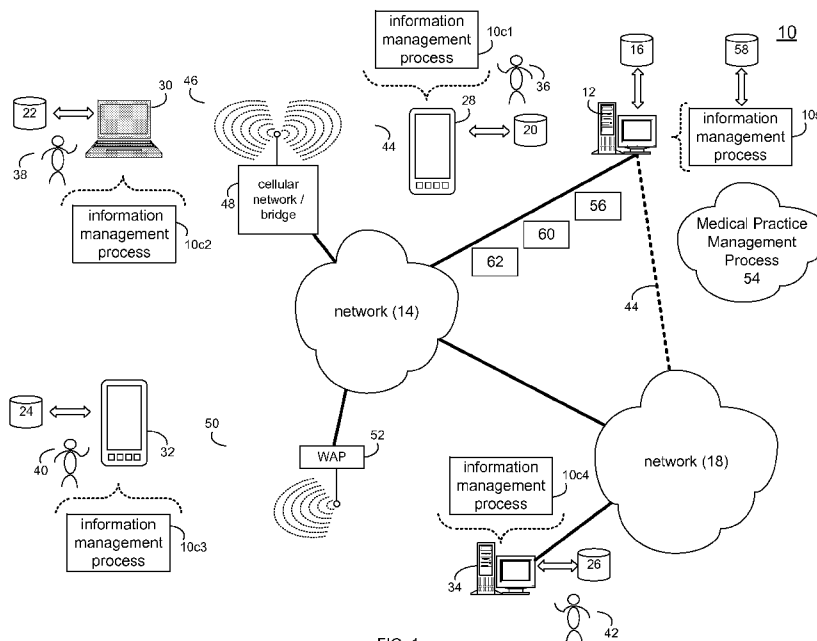 information
management
process
10c1
36
28
20
44
16
58
10
12
information
management
process
10s
Medical Practice
Management
Process
54
30
46
22
38
information
management
process
10c2
48
cellular
network /
bridge
56
60
62
network (14)
44
24
40
32
50
information
management
process
10c3
WAP
52
network (18)
information
management
process
10c4
34
26
42